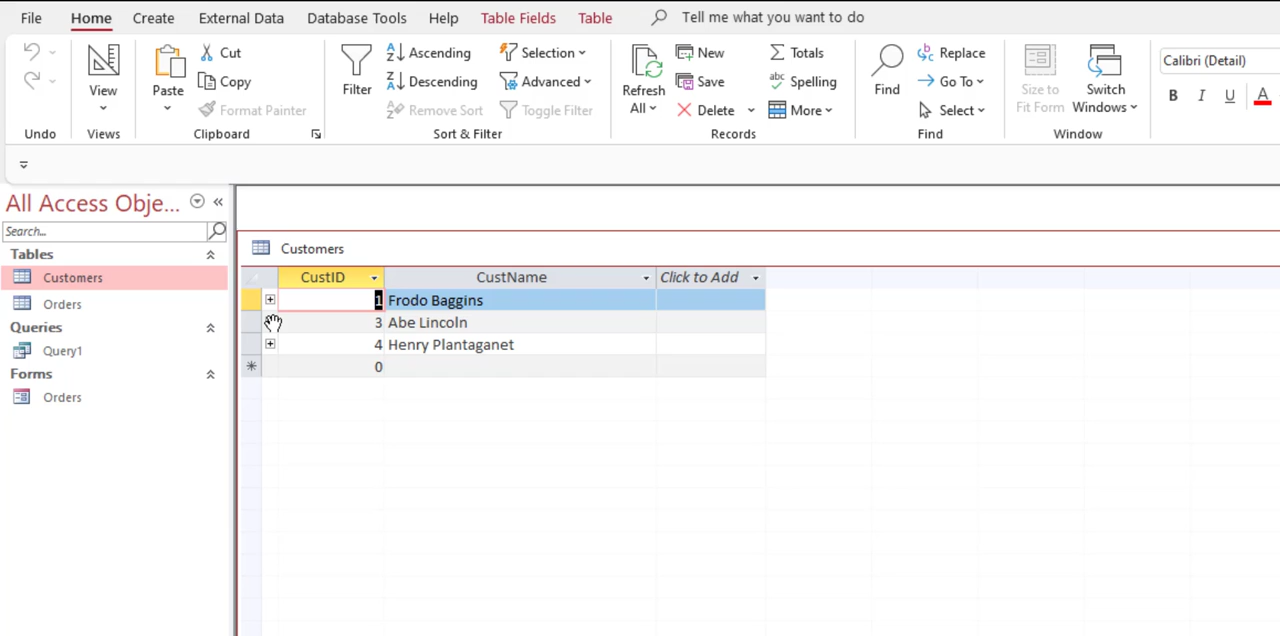 File Home Create External Data Database Tools Help Table Fields Table Tell me what you want to do
View
Paste
Cut
Copy
Format Painter
Filter
Ascending
Descending
Remove Sort
Selection
Advanced
Toggle Filter
Refresh
All
New
Save
Delete
Totals
Spelling
More
Find
Replace
Go To
Select
Size to
Fit Form
Switch
Windows
Calibri (Detail)
B I U A
Undo Views Clipboard Sort & Filter Records Find Window
All Access Obje...
Search...
Tables
Customers
Orders
Queries
Query1
Forms
Orders
Customers
CustID CustName Click to Add
1 Frodo Baggins
3 Abe Lincoln
4 Henry Plantaganet
0